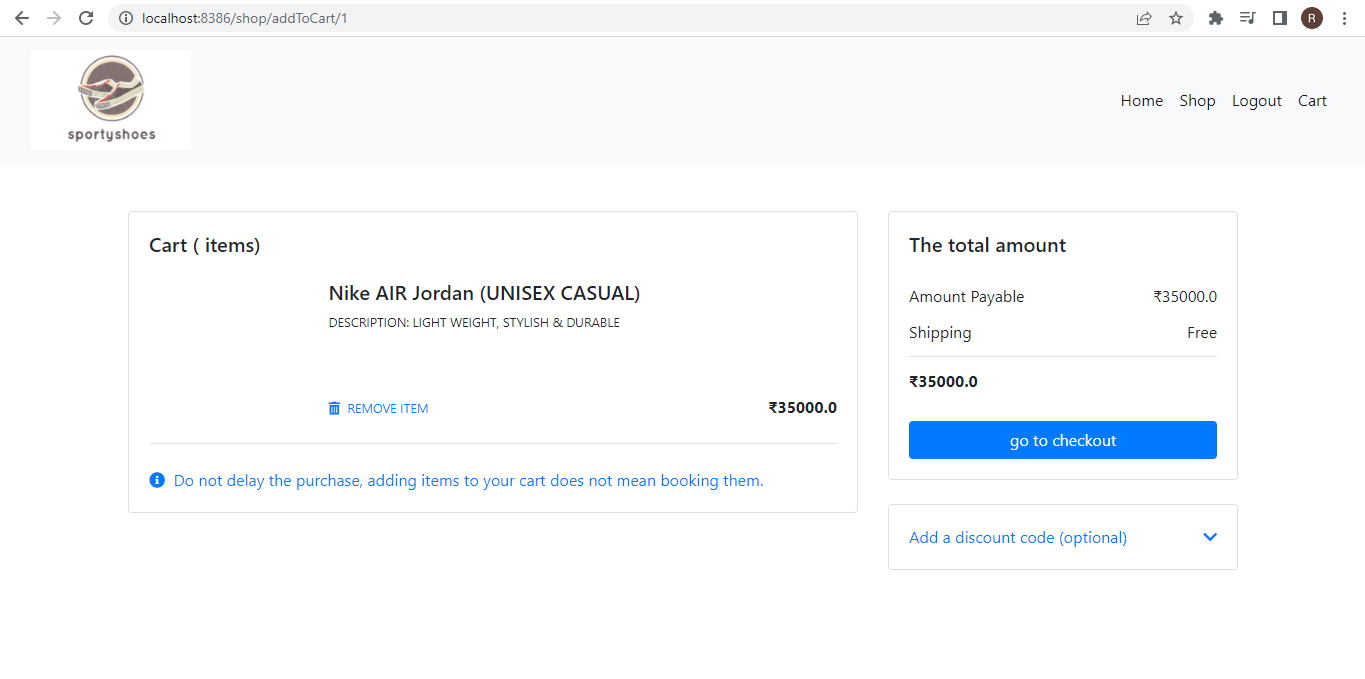 localhost:8386/shop/addToCart/1
R
sportyshoes
Home Shop Logout Cart
Cart ( items)
Nike AIR Jordan (UNISEX CASUAL)
DESCRIPTION: LIGHT WEIGHT, STYLISH & DURABLE
REMOVE ITEM ₹35000.0
Do not delay the purchase, adding items to your cart does not mean booking them.
The total amount
Amount Payable ₹35000.0
Shipping Free
₹35000.0
go to checkout
Add a discount code (optional)